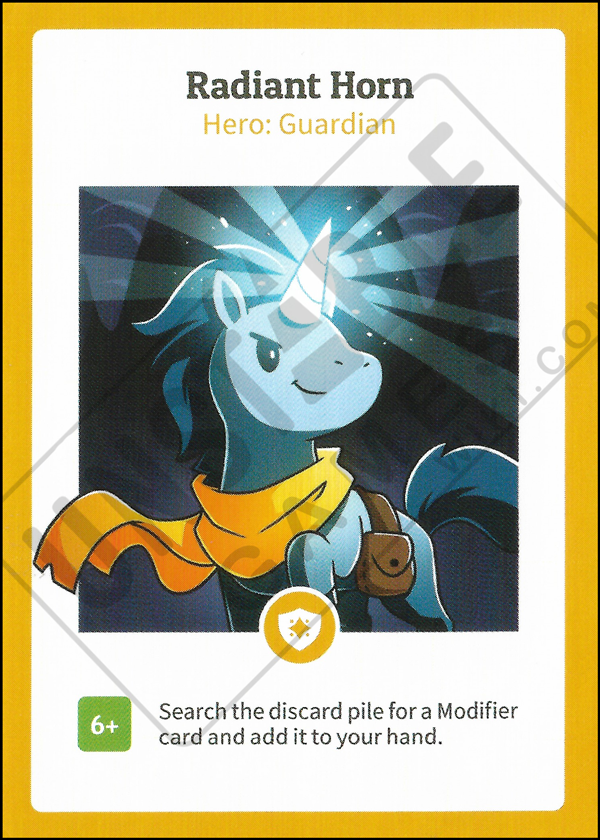 Radiant Horn
Hero: Guardian
6+
Search the discard pile for a Modifier
card and add it to your hand.